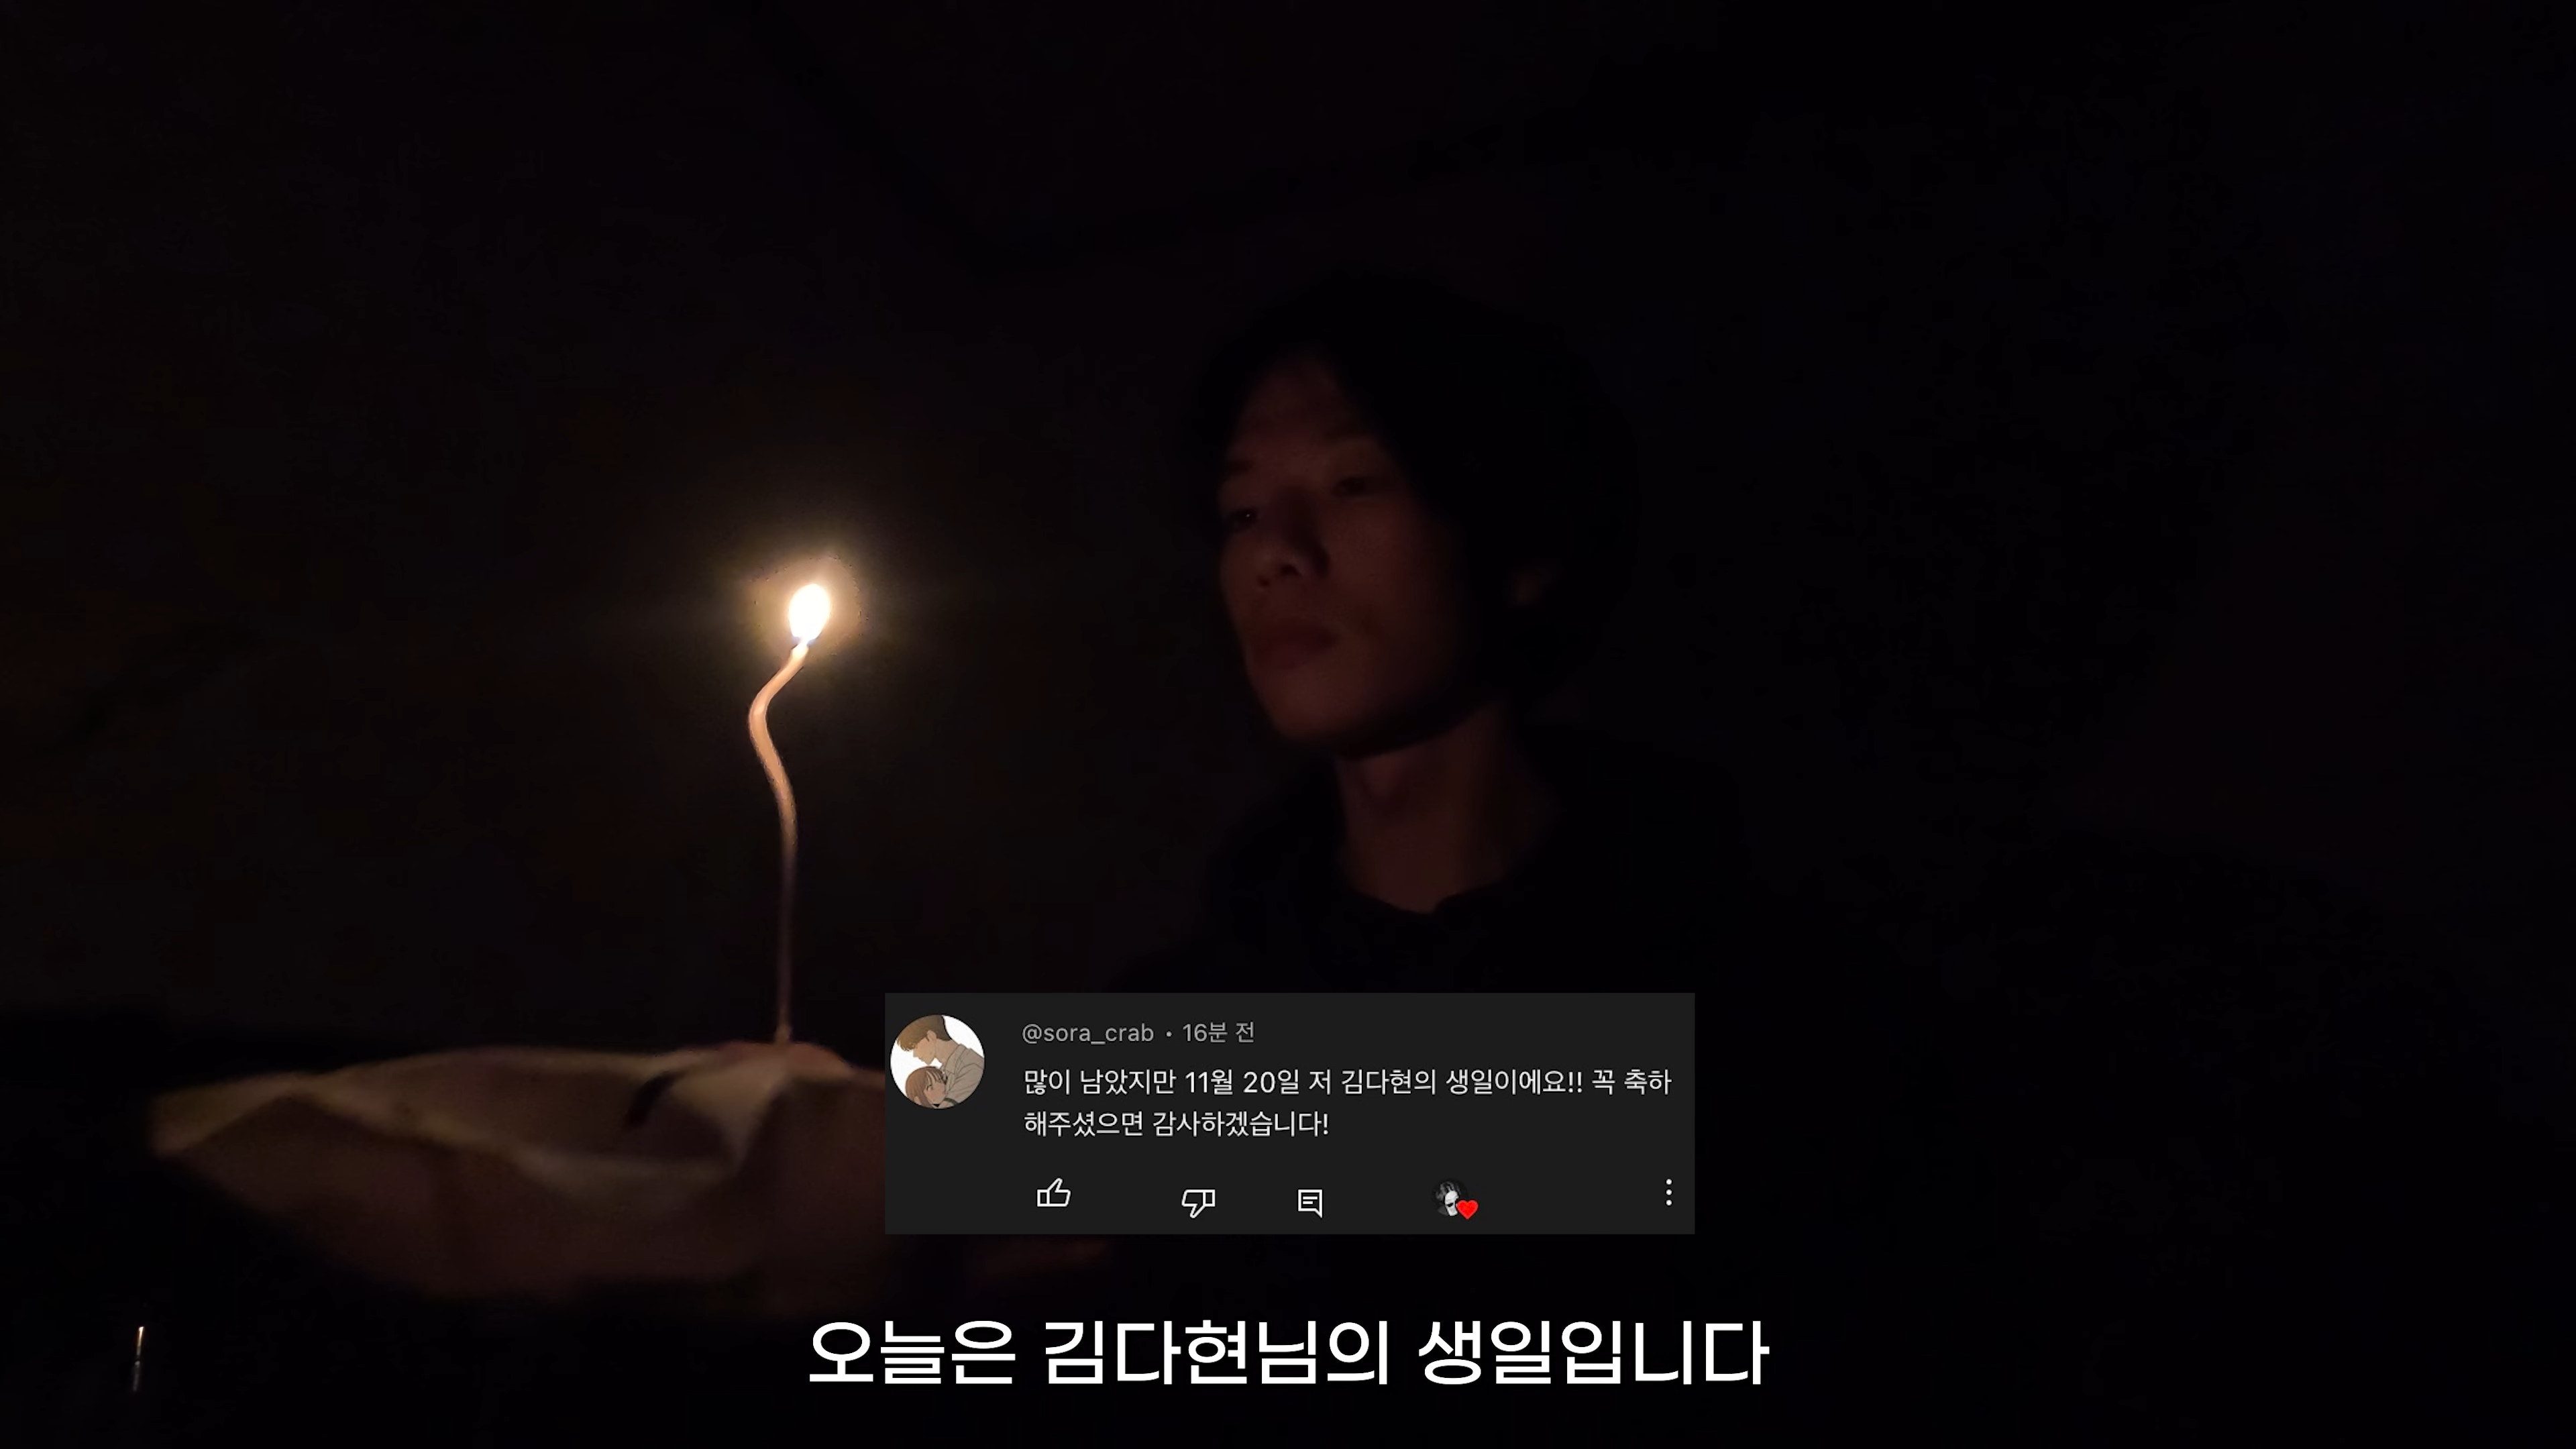 @sora_crab • 16분 전
많이 남았지만 11월 20일 저 김다현의 생일이에요!! 꼭 축하
해주셨으면 감사하겠습니다!
오늘은 김다현님의 생일입니다